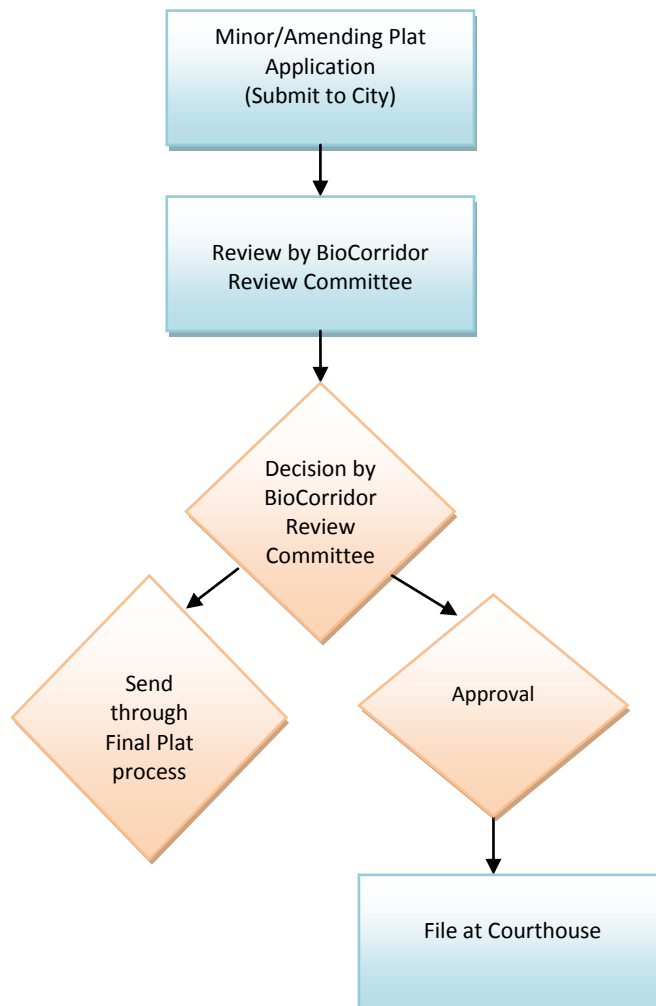 Minor/Amending Plat
Application
(Submit to City)
Review by BioCorridor
Review Committee
Decision by
BioCorridor
Review
Committee
Send
through
Final Plat
process
Approval
File at Courthouse